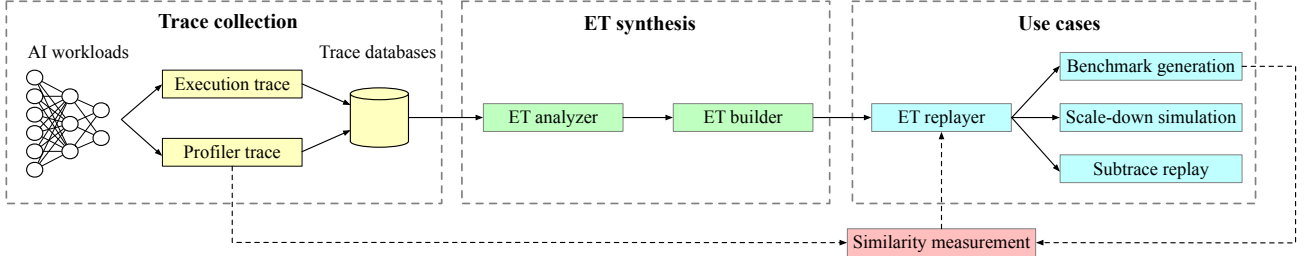 Trace collection
ET synthesis
Use cases
AI workloads
Trace databases
Execution trace
Profiler trace
ET analyzer
ET builder
ET replayer
Benchmark generation
Scale-down simulation
Subtrace replay
Similarity measurement